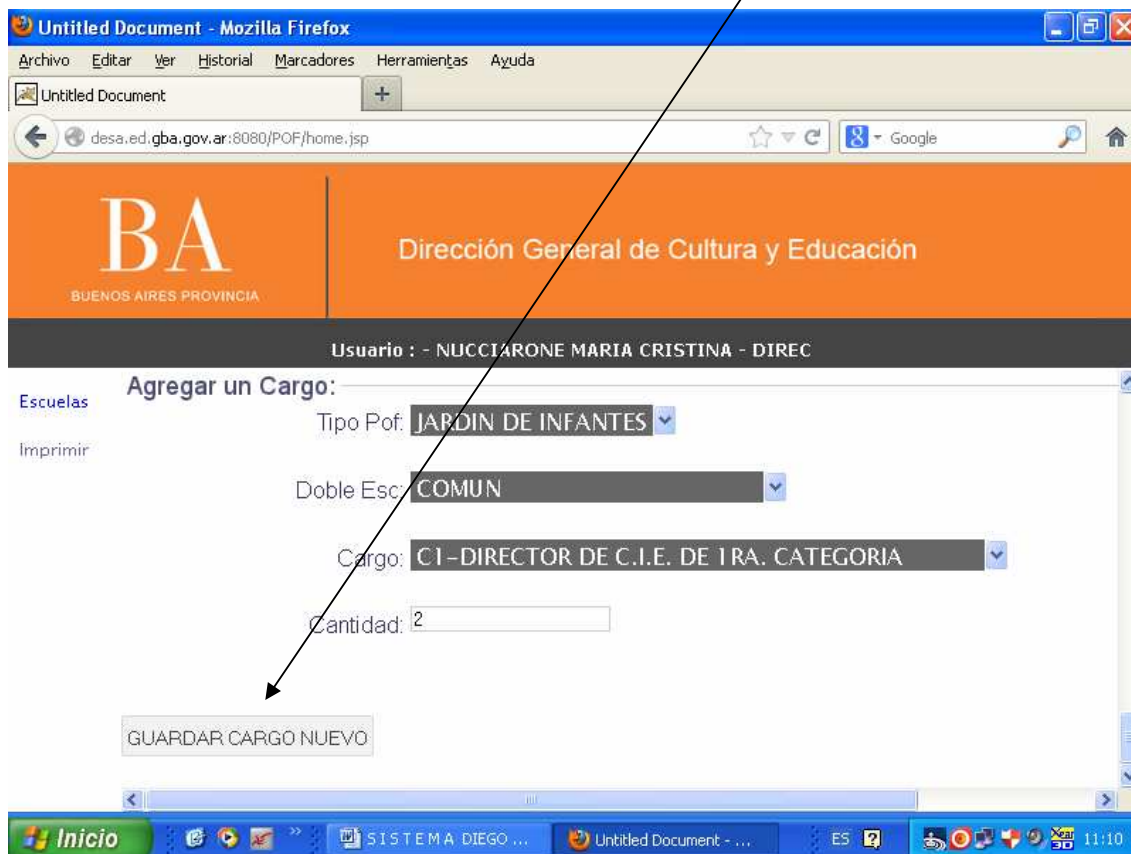 Untitled Document - Mozilla Firefox
Archivo Editar Ver Historial Marcadores Herramientas Ayuda
Untitled Document
desa.ed.gba.gov.ar:8080/POF/home.jsp
Google
BA
BUENOS AIRES PROVINCIA
Dirección General de Cultura y Educación
Usuario : - NUCCIARONE MARIA CRISTINA - DIREC
Escuelas
Imprimir
Agregar un Cargo:
Tipo Pof: JARDIN DE INFANTES
Doble Esc: COMUN
Cargo: C1-DIRECTOR DE C.I.E. DE 1RA. CATEGORIA
Cantidad: 2
GUARDAR CARGO NUEVO
Inicio
SISTEMA DIEGO ...
Untitled Document - ...
ES
11:10